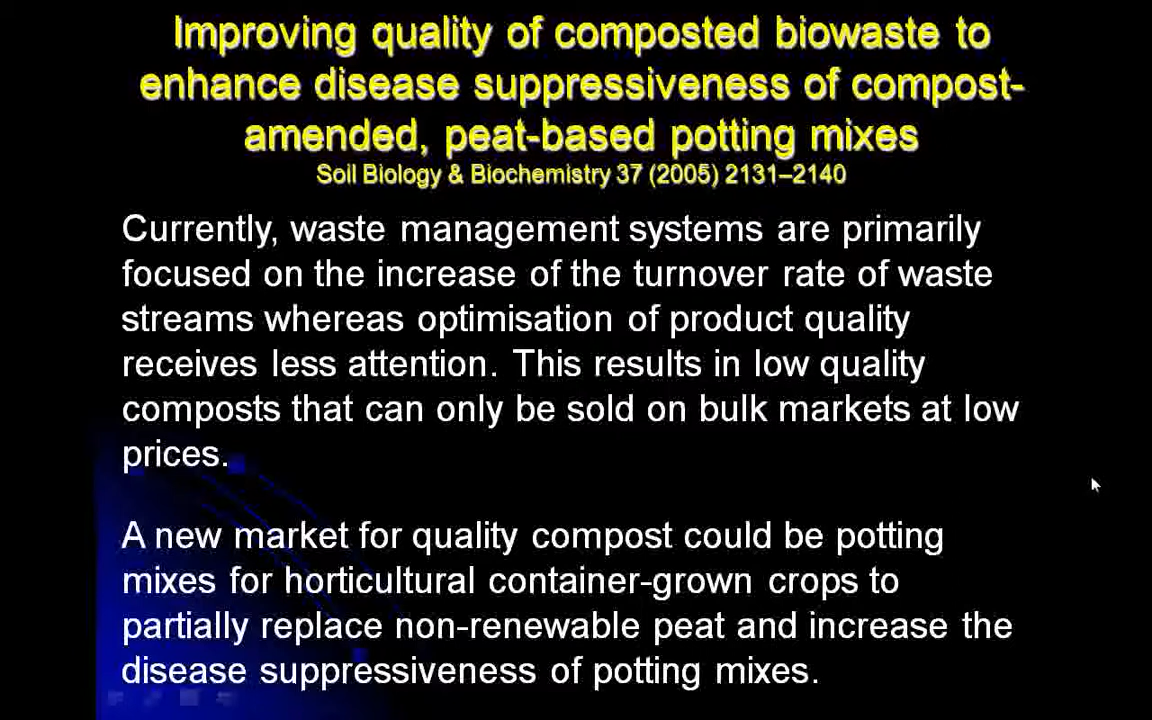 Improving quality of composted biowaste to
enhance disease suppressiveness of compost-
amended, peat-based potting mixes
Soil Biology & Biochemistry 37 (2005) 2131–2140
Currently, waste management systems are primarily
focused on the increase of the turnover rate of waste
streams whereas optimisation of product quality
receives less attention. This results in low quality
composts that can only be sold on bulk markets at low
prices.
A new market for quality compost could be potting
mixes for horticultural container-grown crops to
partially replace non-renewable peat and increase the
disease suppressiveness of potting mixes.